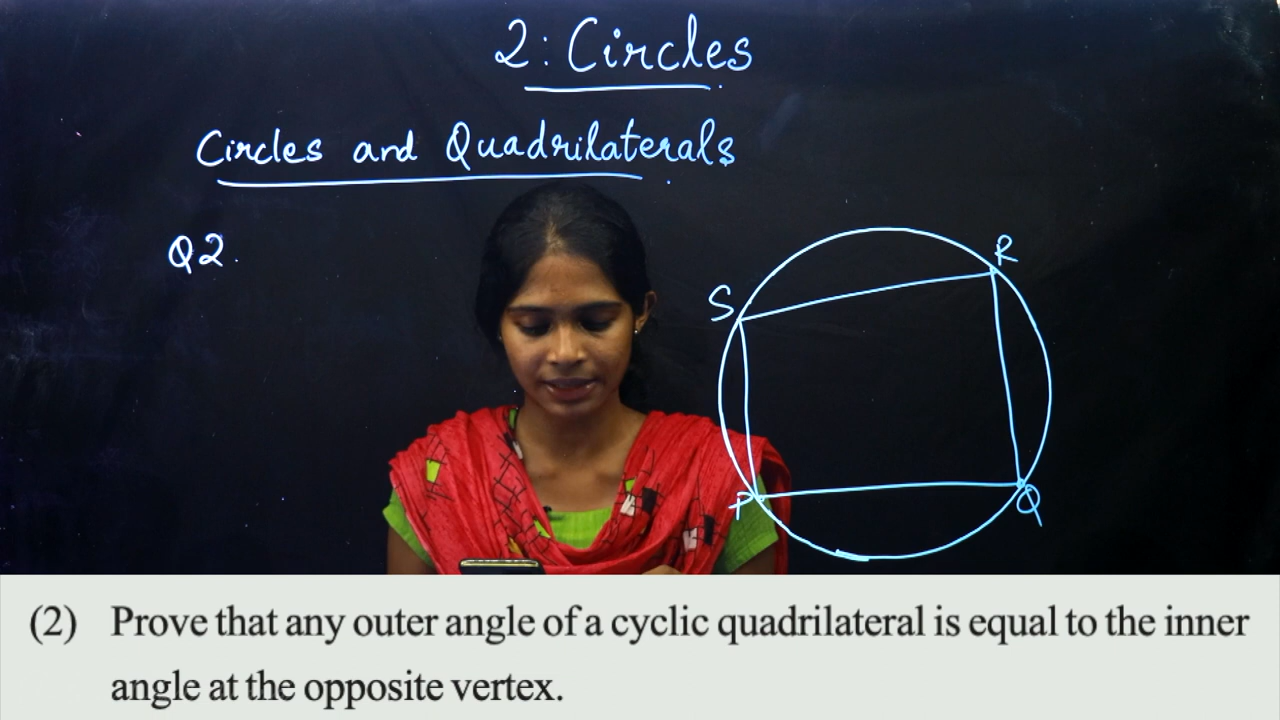 2: Circles
Circles and Quadrilaterals
Q2.
R
S
P
Q
(2) Prove that any outer angle of a cyclic quadrilateral is equal to the inner
angle at the opposite vertex.